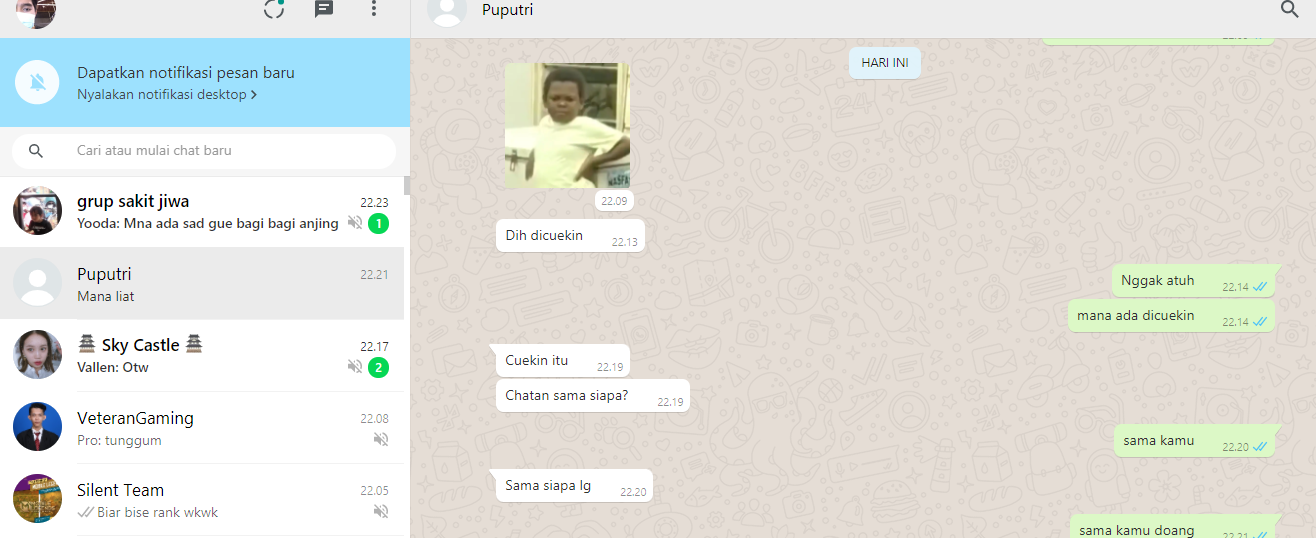 Puputri
Dapatkan notifikasi pesan baru
Nyalakan notifikasi desktop
Cari atau mulai chat baru
grup sakit jiwa
22.23
Yooda: Mna ada sad gue bagi bagi anjing
1
Puputri
22.21
Mana liat
🏯 Sky Castle 🏯
22.17
Vallen: Otw
2
VeteranGaming
22.08
Pro: tunggum
Silent Team
22.05
Biar bise rank wkwk
HARI INI
22.09
Dih dicuekin
22.13
Nggak atuh
22.14
mana ada dicuekin
22.14
Cuekin itu
22.19
Chatan sama siapa?
22.19
sama kamu
22.20
Sama siapa lg
22.20
sama kamu doang
22.21